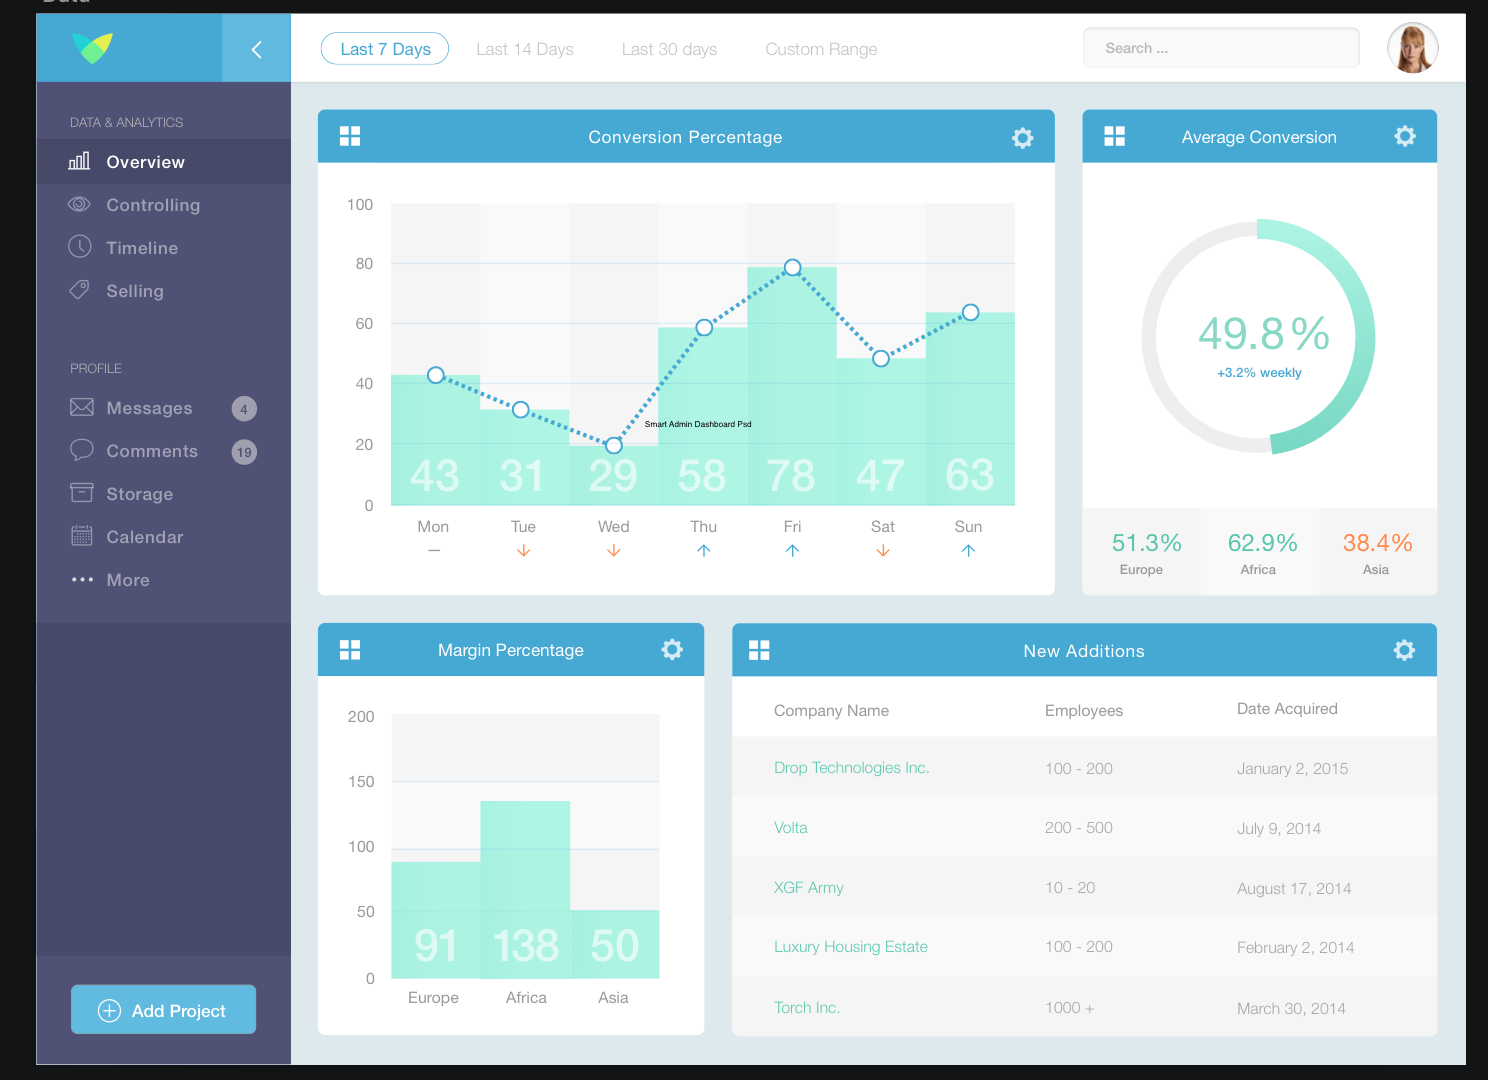 Last 7 Days
Last 14 Days
Last 30 days
Custom Range
Search ...
DATA & ANALYTICS
Overview
Controlling
Timeline
Selling
PROFILE
Messages 4
Comments 19
Storage
Calendar
More
Add Project
Conversion Percentage
100
80
60
40
20
0
Smart Admin Dashboard Psd
43 31 29 58 78 47 63
Mon Tue Wed Thu Fri Sat Sun
Average Conversion
49.8%
+3.2% weekly
51.3% 62.9% 38.4%
Europe Africa Asia
Margin Percentage
200
150
100
50
0
91 138 50
Europe Africa Asia
New Additions
Company Name Employees Date Acquired
Drop Technologies Inc. 100 - 200 January 2, 2015
Volta 200 - 500 July 9, 2014
XGF Army 10 - 20 August 17, 2014
Luxury Housing Estate 100 - 200 February 2, 2014
Torch Inc. 1000 + March 30, 2014